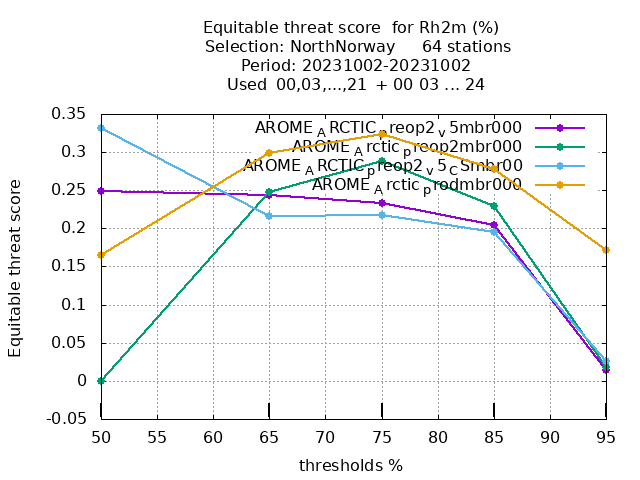 Equitable threat score for Rh2m (%)
Selection: NorthNorway 64 stations
Period: 20231002-20231002
Used 00,03,...,21 + 00 03 ... 24
0.35
0.3
0.25
0.2
0.15
0.1
0.05
0
-0.05
Equitable threat score
AROME_ARCTIC_preop2_v5mbr000
AROME_Arctic_preop2mbr000
AROME_ARCTIC_preop2_v5_CSmbr00
AROME_Arctic_prodmbr000
50 55 60 65 70 75 80 85 90 95
thresholds %